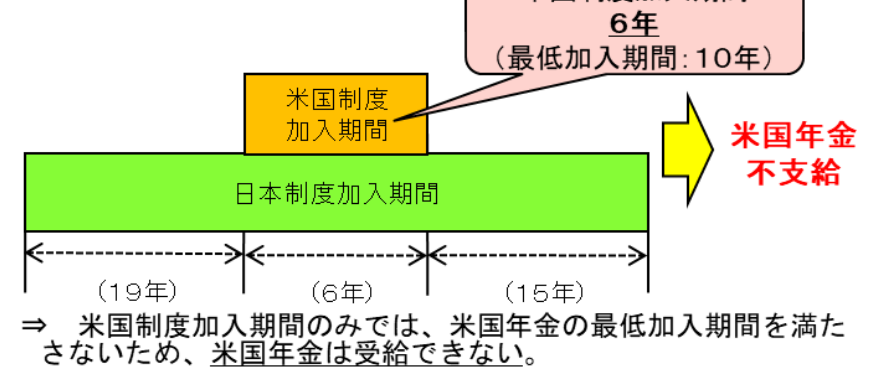 6年
（最低加入期間：10年）
米国制度
加入期間
米国年金
不支給
日本制度加入期間
（19年）
（6年）
（15年）
⇒　米国制度加入期間のみでは、米国年金の最低加入期間を満た
さないため、米国年金は受給できない。